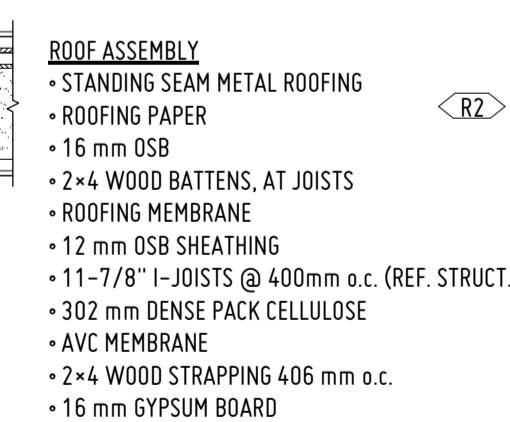 ROOF ASSEMBLY
• STANDING SEAM METAL ROOFING
R2
• ROOFING PAPER
• 16 mm OSB
• 2×4 WOOD BATTENS, AT JOISTS
• ROOFING MEMBRANE
• 12 mm OSB SHEATHING
• 11-7/8" I-JOISTS @ 400mm o.c. (REF. STRUCT.
• 302 mm DENSE PACK CELLULOSE
• AVC MEMBRANE
• 2×4 WOOD STRAPPING 406 mm o.c.
• 16 mm GYPSUM BOARD